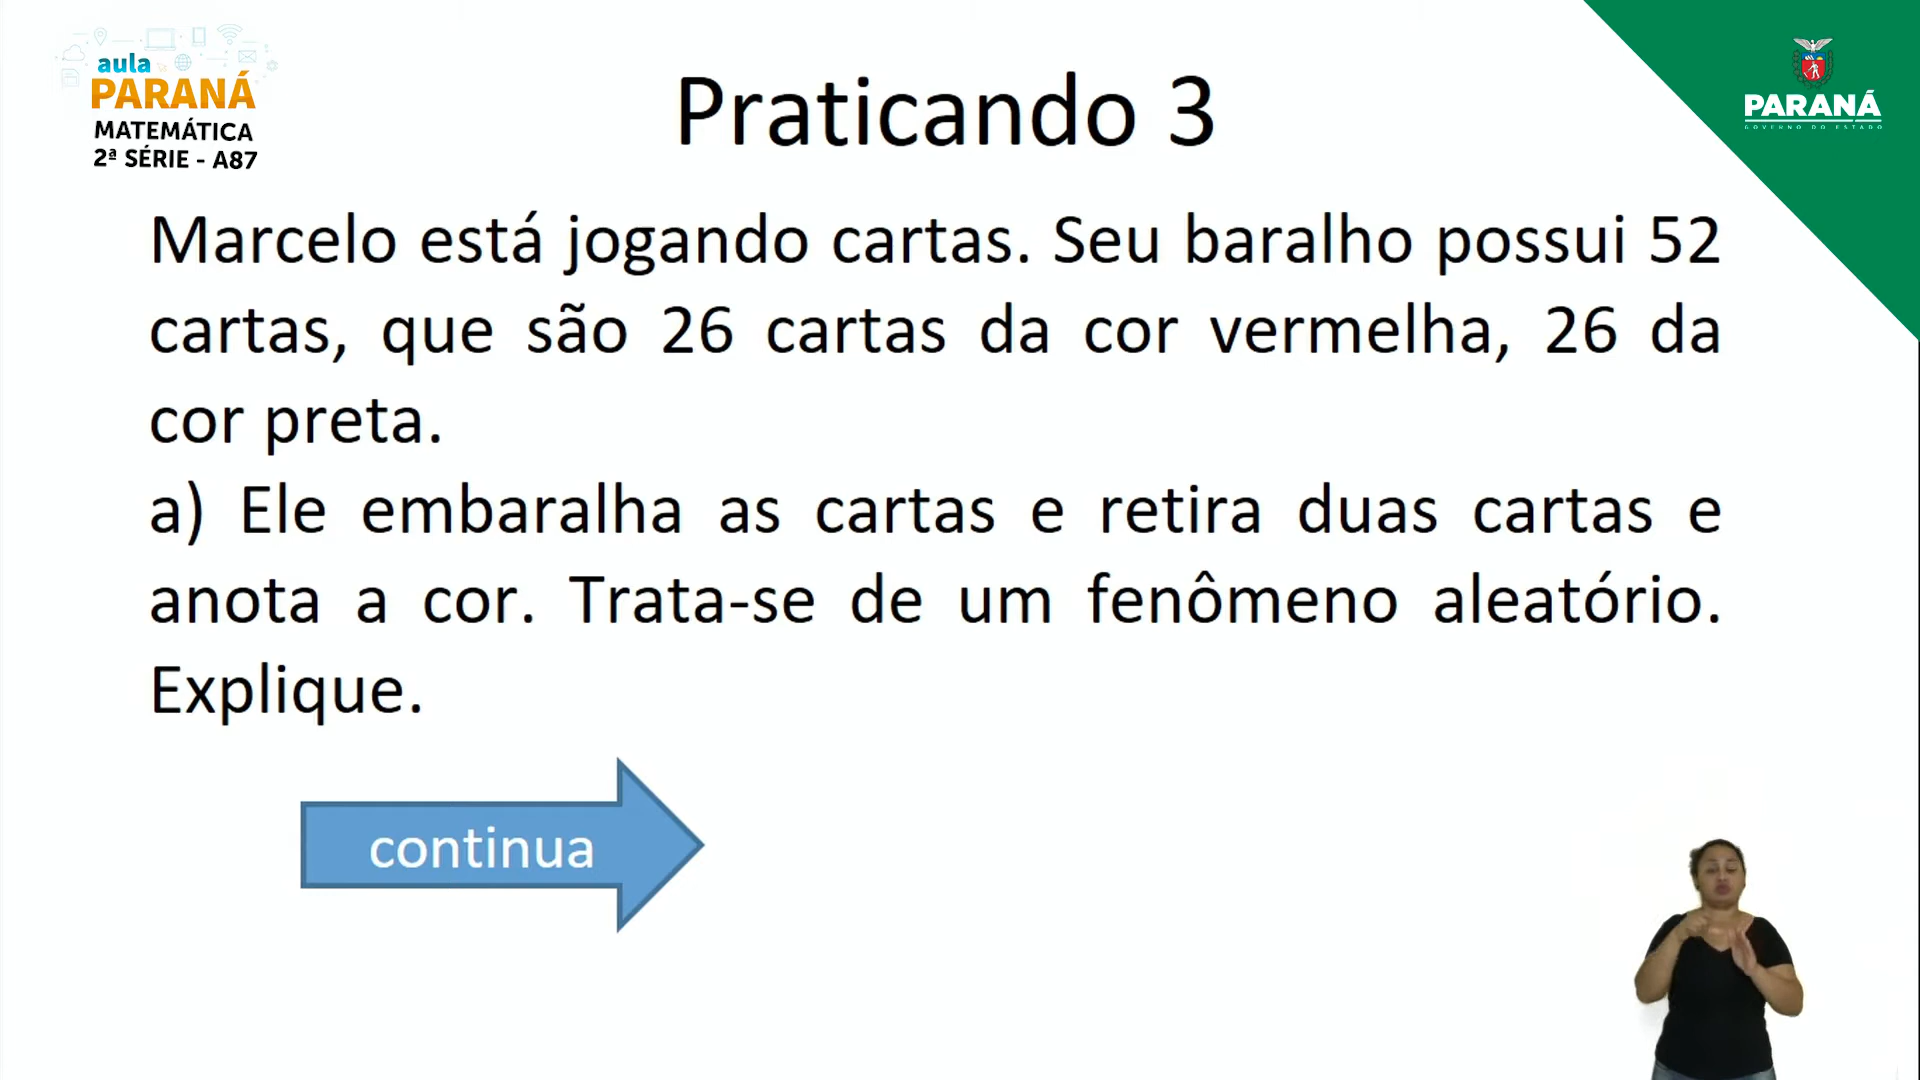 aula
PARANÁ
MATEMÁTICA
2ª SÉRIE - A87
Praticando 3
PARANÁ
GOVERNO DO ESTADO
Marcelo está jogando cartas. Seu baralho possui 52
cartas, que são 26 cartas da cor vermelha, 26 da
cor preta.
a) Ele embaralha as cartas e retira duas cartas e
anota a cor. Trata-se de um fenômeno aleatório.
Explique.
continua